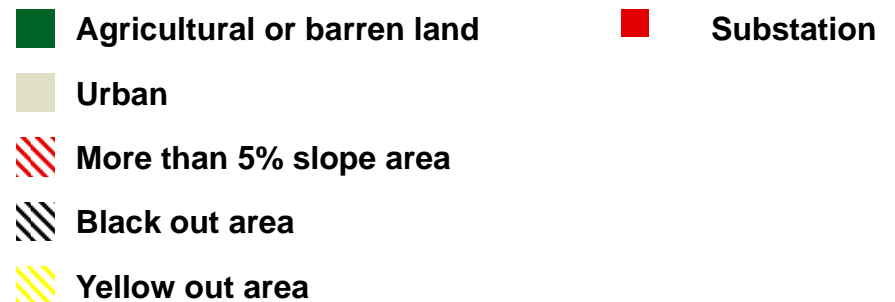 Agricultural or barren land
Substation
Urban
More than 5% slope area
Black out area
Yellow out area